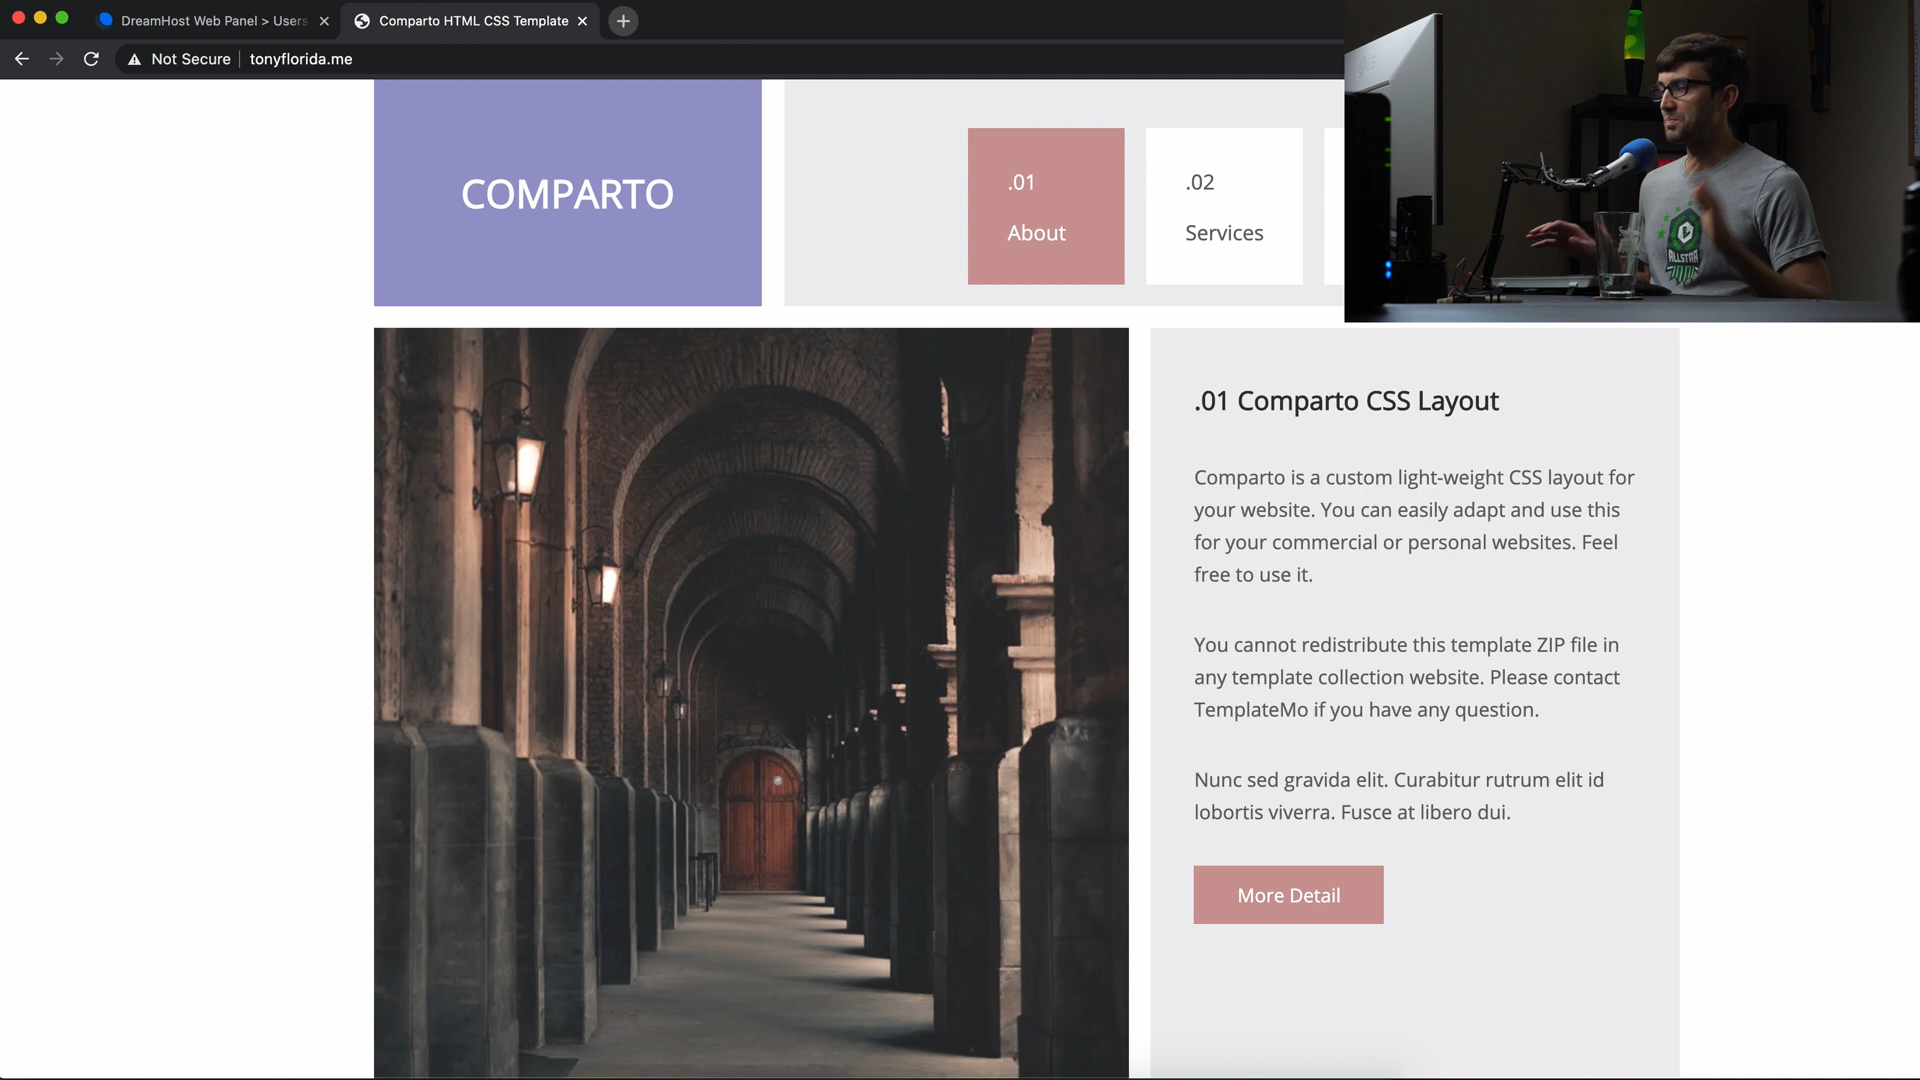 DreamHost Web Panel > Users
Comparto HTML CSS Template
Not Secure
tonyflorida.me
COMPARTO
.01
About
.02
Services
ALLSTAR
.01 Comparto CSS Layout
Comparto is a custom light-weight CSS layout for
your website. You can easily adapt and use this
for your commercial or personal websites. Feel
free to use it.
You cannot redistribute this template ZIP file in
any template collection website. Please contact
TemplateMo if you have any question.
Nunc sed gravida elit. Curabitur rutrum elit id
lobortis viverra. Fusce at libero dui.
More Detail